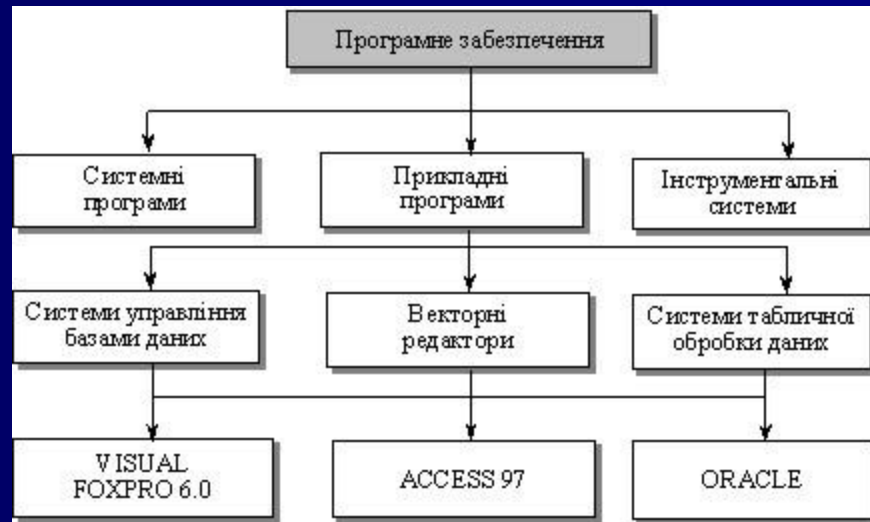 Програмне забезпечення
Системні
програми
Прикладні
програми
Інструментальні
системи
Системи управління
базами даних
Векторні
редактори
Системи табличної
обробки даних
VISUAL
FOXPRO 6.0
ACCESS 97
ORACLE